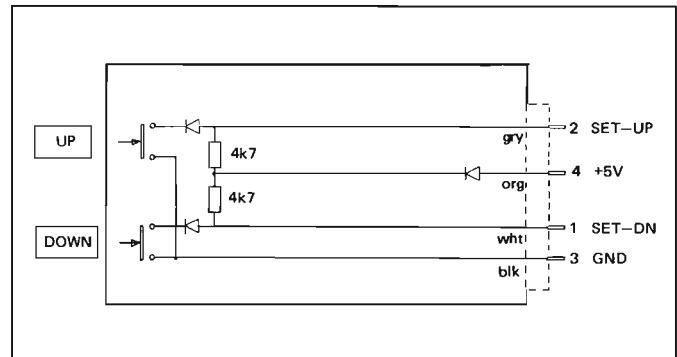 UP
4k7
4k7
DOWN
gry
2 SET–UP
org
4 +5V
wht
1 SET–DN
blk
3 GND